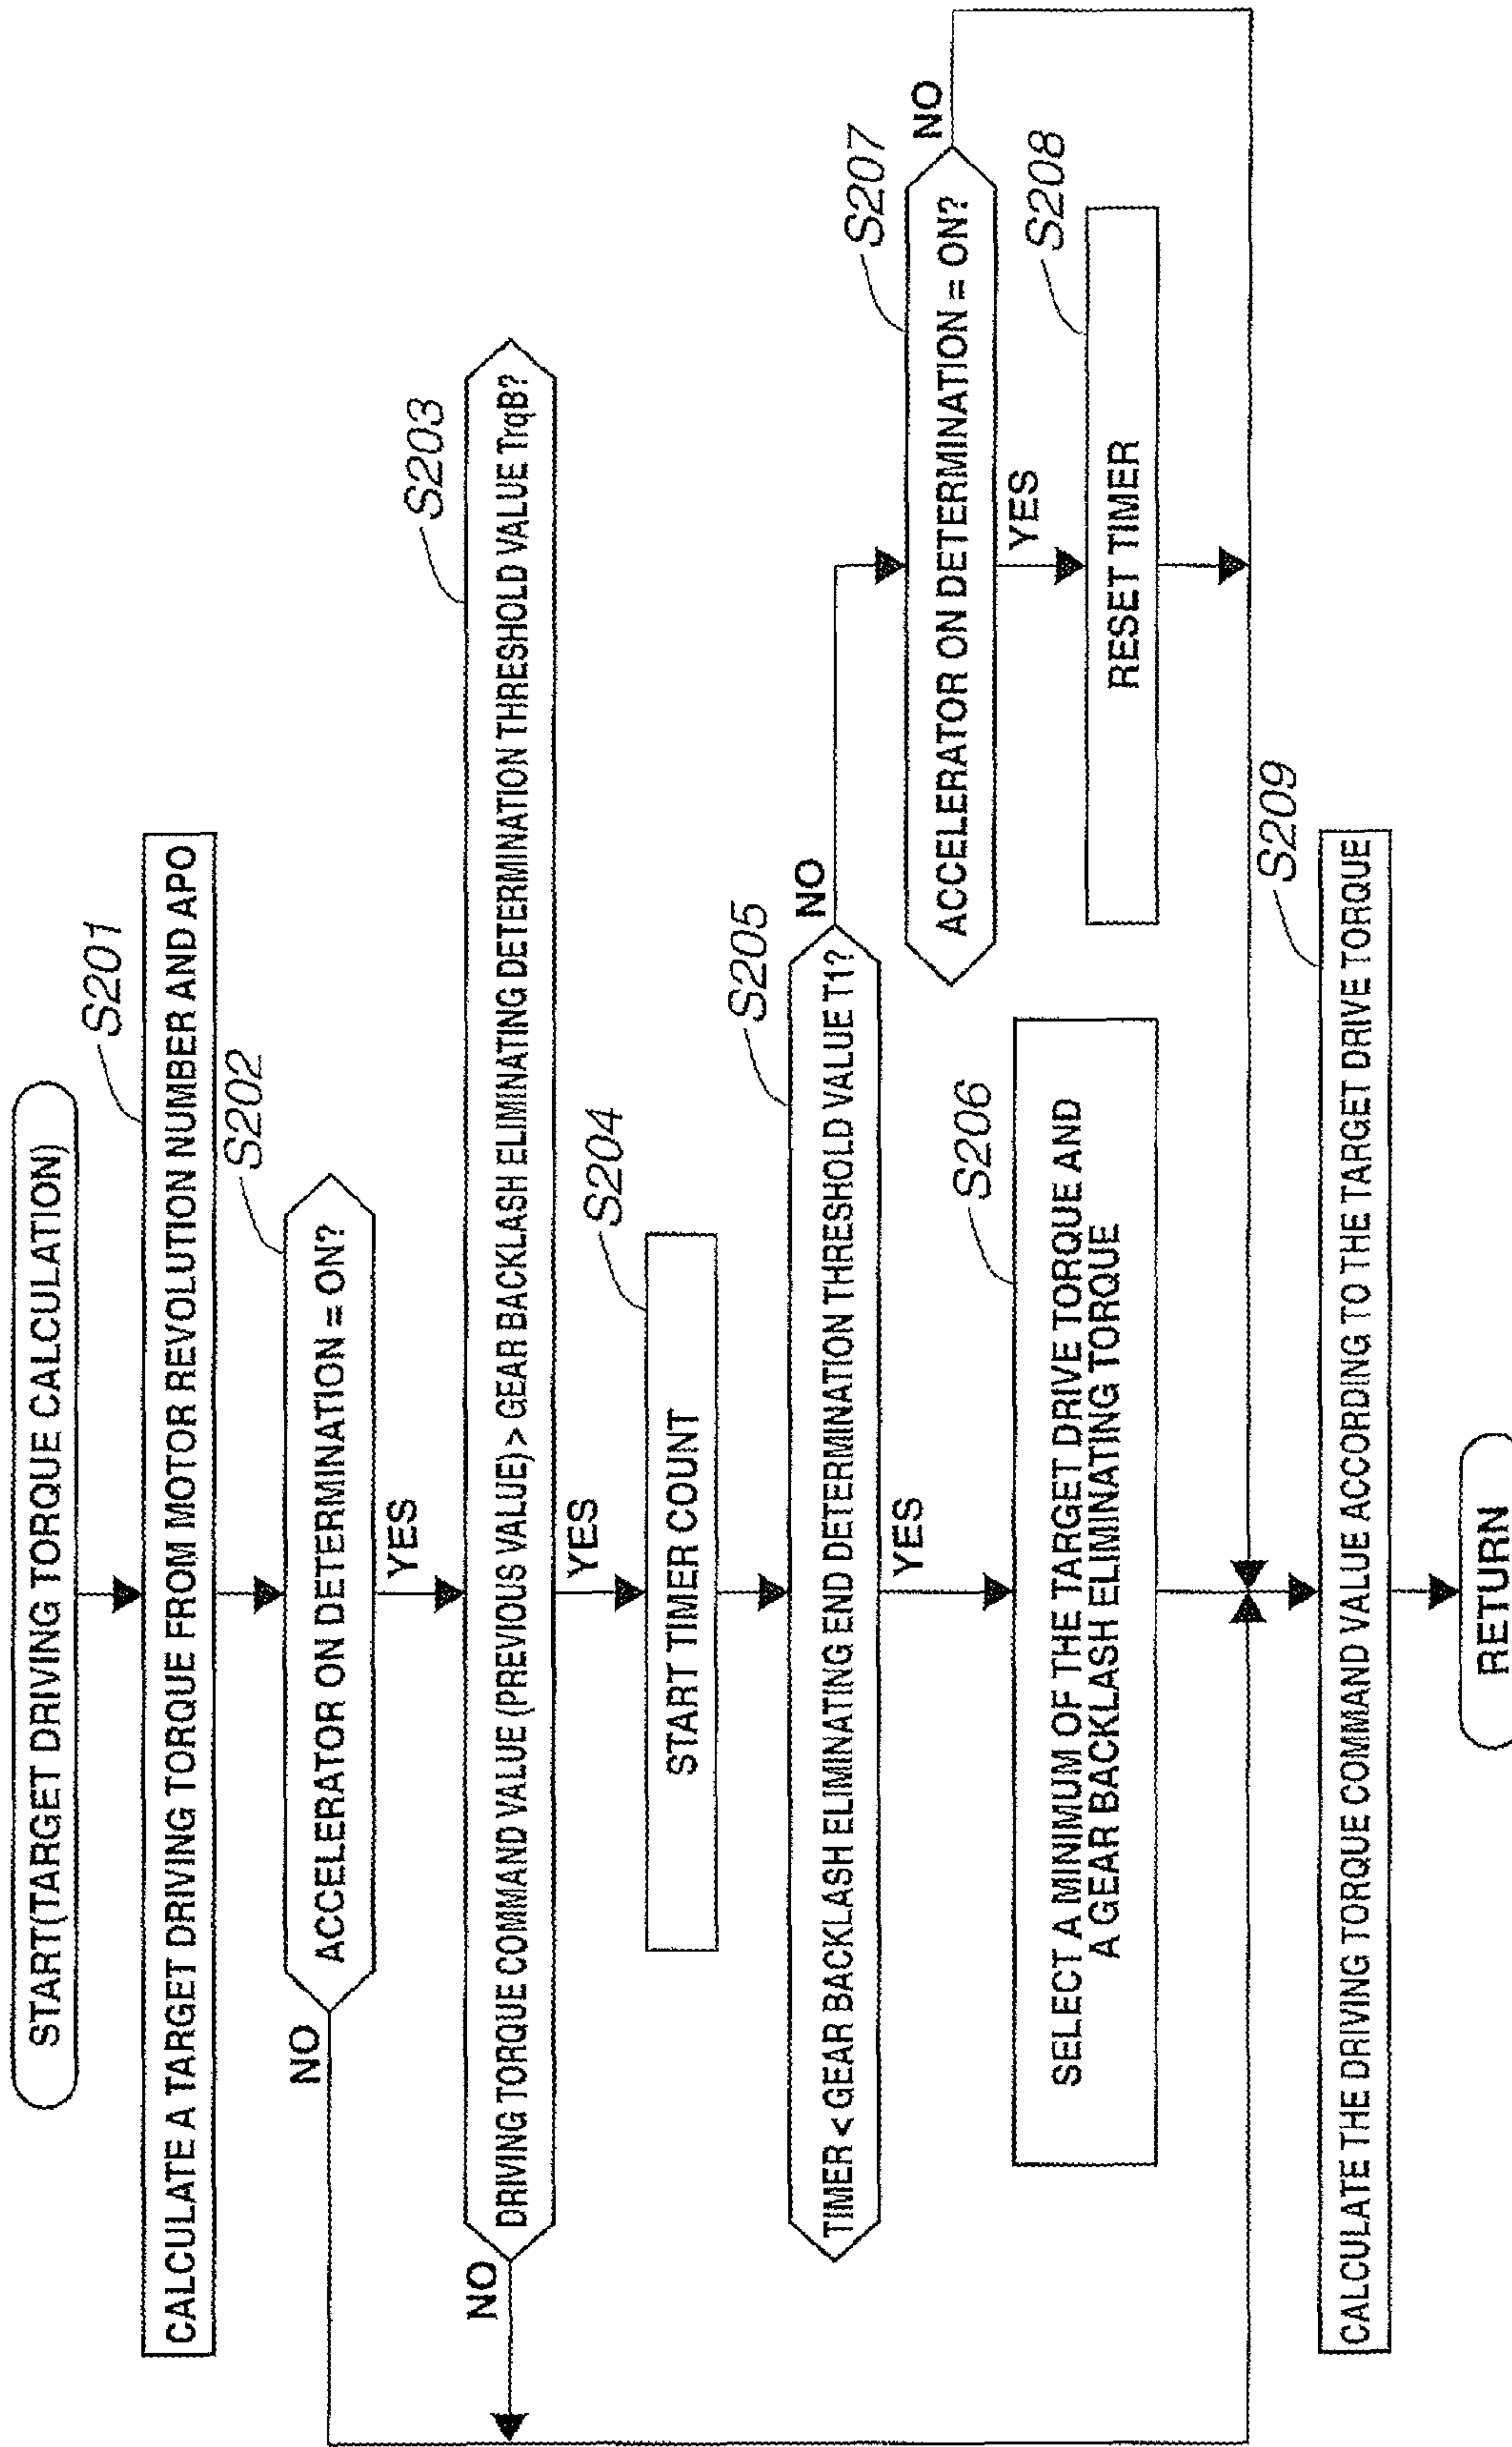 START(TARGET DRIVING TORQUE CALCULATION)
S201
CALCULATE A TARGET DRIVING TORQUE FROM MOTOR REVOLUTION NUMBER AND APO
S202
ACCELERATOR ON DETERMINATION = ON?
NO
YES
S203
DRIVING TORQUE COMMAND VALUE (PREVIOUS VALUE) > GEAR BACKLASH ELIMINATING DETERMINATION THRESHOLD VALUE TrqB?
NO
YES
S204
START TIMER COUNT
S205
TIMER < GEAR BACKLASH ELIMINATING END DETERMINATION THRESHOLD VALUE T1?
NO
YES
S207
ACCELERATOR ON DETERMINATION = ON?
NO
YES
S206
SELECT A MINIMUM OF THE TARGET DRIVE TORQUE AND
A GEAR BACKLASH ELIMINATING TORQUE
S208
RESET TIMER
S209
CALCULATE THE DRIVING TORQUE COMMAND VALUE ACCORDING TO THE TARGET DRIVE TORQUE
RETURN